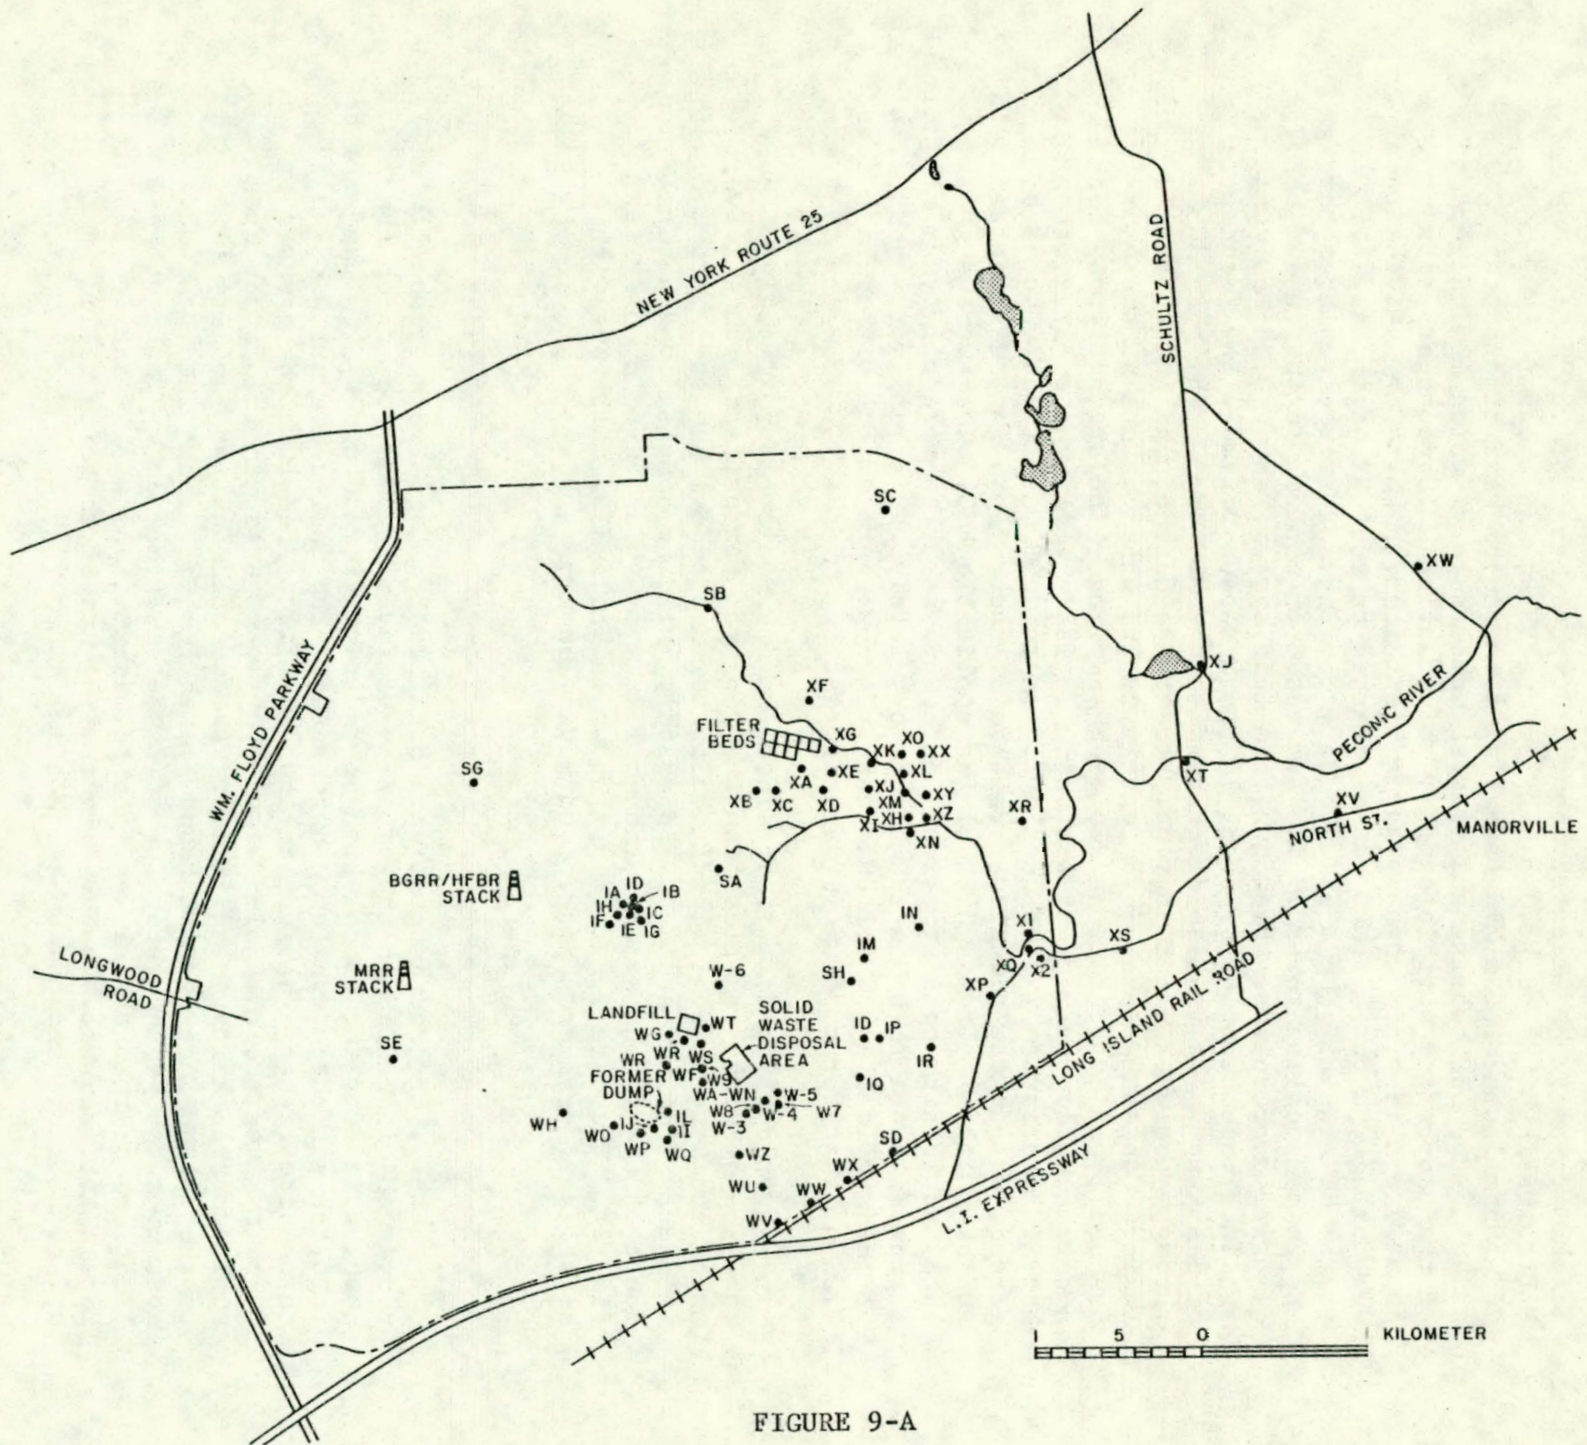 NEW YORK ROUTE 25
SCHULTZ ROAD
SC
XW
SB
WM. FLOYD PARKWAY
XJ
XF
PECONIC RIVER
FILTER
BEDS
XG
XO
XK
XX
SG
XA
XE
XL
XT
XB
XC
XD
XJ
XY
XM
XR
XV
XI
XH
XZ
NORTH ST.
MANORVILLE
XN
BGRR/HFBR
STACK
SA
ID
IA
IB
IH
IC
IF
IE
IG
IN
X1
XS
IM
XQ
X2
LONGWOOD
ROAD
MRR
STACK
W-6
SH
XP
LANDFILL
SOLID
WASTE
DISPOSAL
AREA
WT
WG
ID
IP
SE
WR
WR
WS
IR
LONG ISLAND RAIL ROAD
FORMER
DUMP
WF
W9
IQ
WA-WN
W-5
WH
IJ
IL
W8
W-4
W7
WO
II
W-3
WP
WQ
SD
WZ
WX
WU
WW
L.I. EXPRESSWAY
WV
1 5 0
KILOMETER
FIGURE 9-A